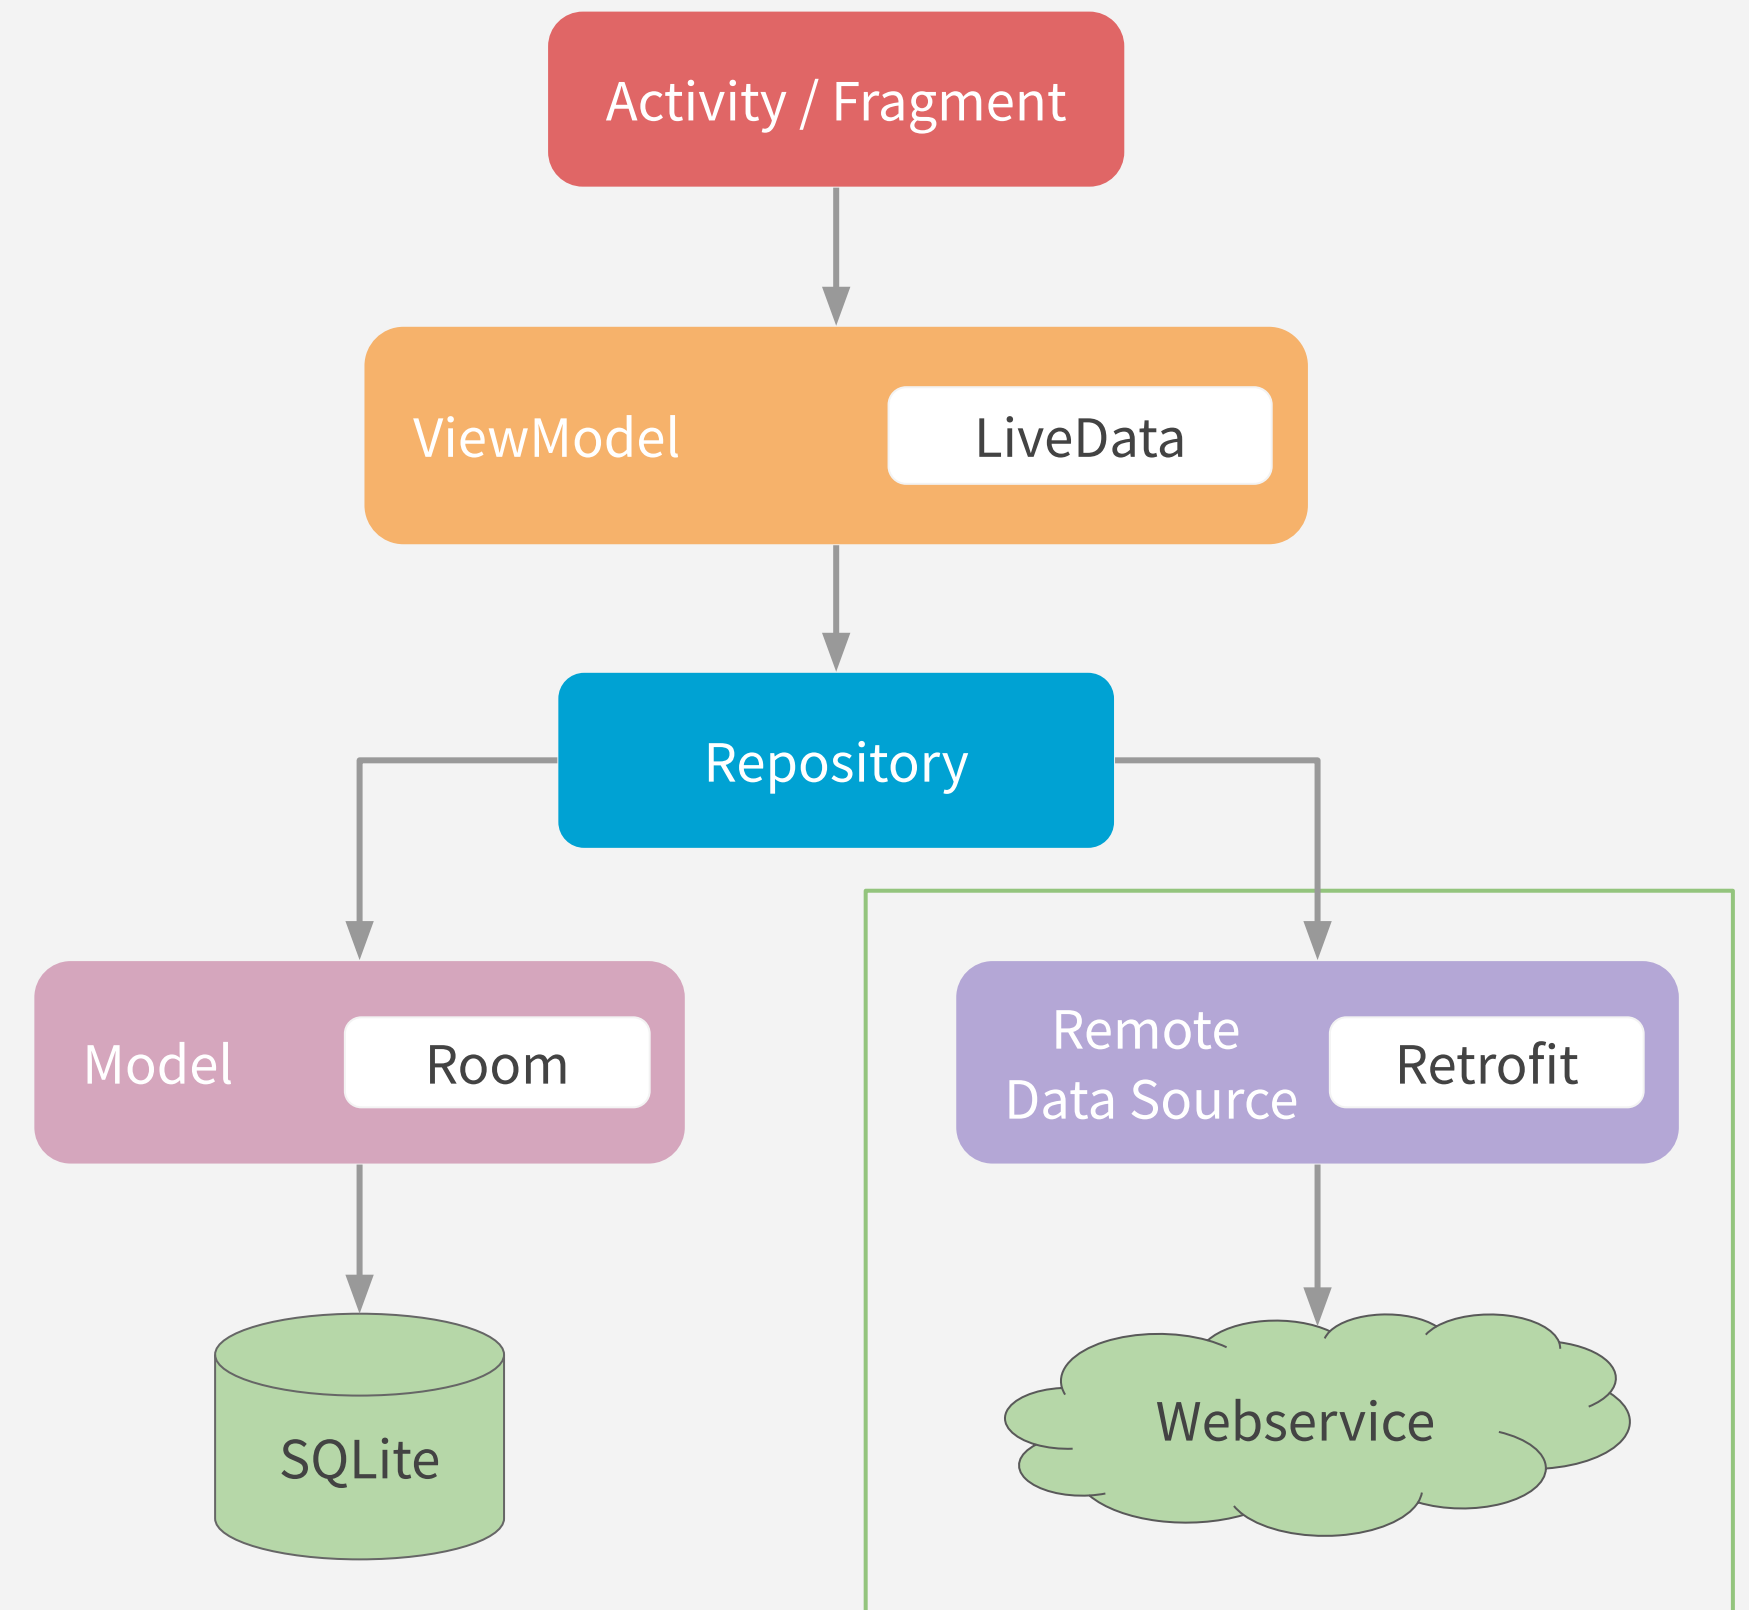 Activity / Fragment
ViewModel
LiveData
Repository
Model
Room
Remote
Data Source
Retrofit
SQLite
Webservice